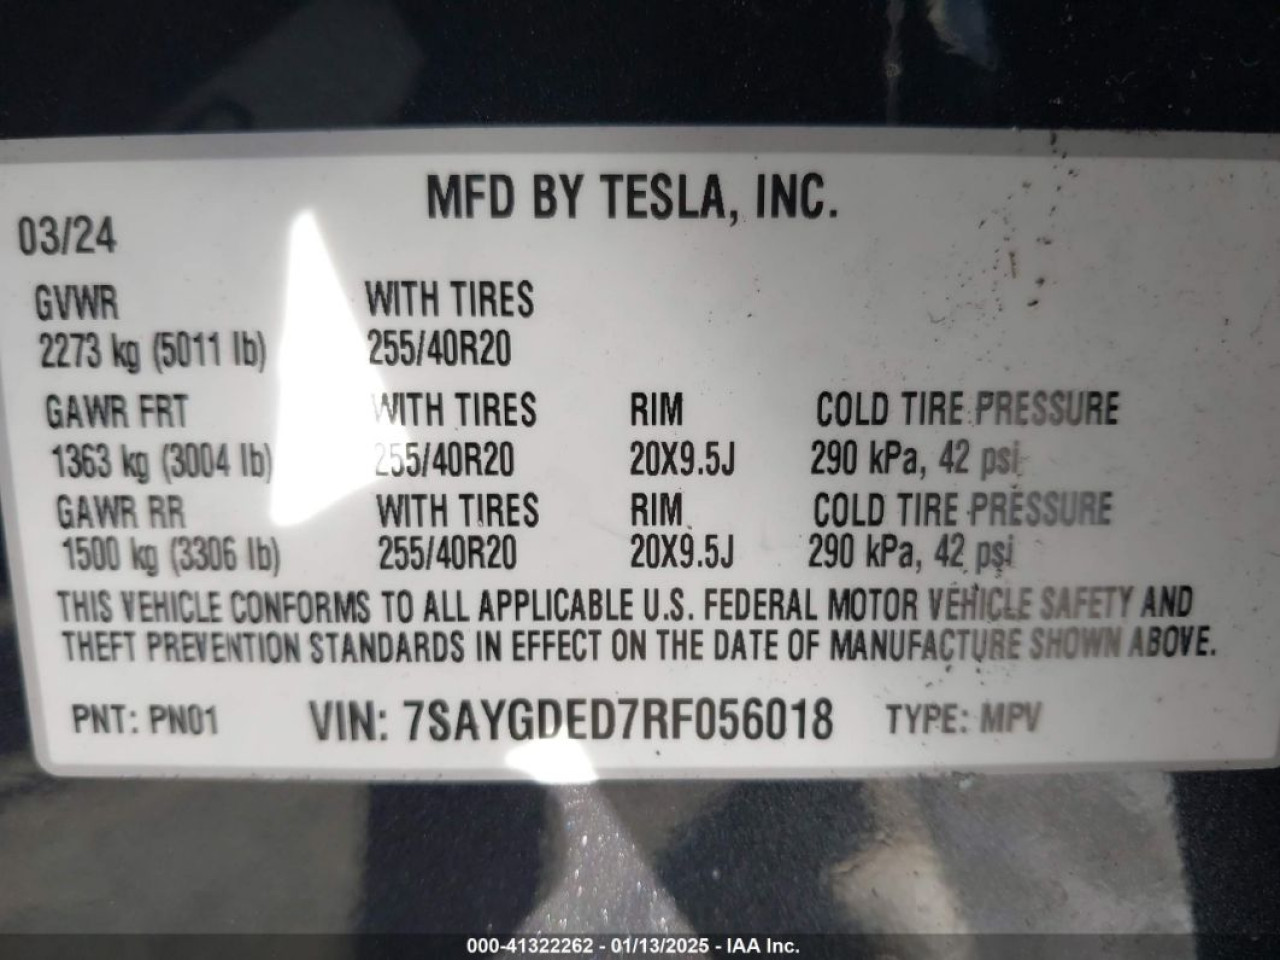 MFD BY TESLA, INC.
03/24
GVWR WITH TIRES
2273 kg (5011 lb) 255/40R20
GAWR FRT WITH TIRES RIM COLD TIRE PRESSURE
1363 kg (3004 lb) 255/40R20 20X9.5J 290 kPa, 42 psi
GAWR RR WITH TIRES RIM COLD TIRE PRESSURE
1500 kg (3306 lb) 255/40R20 20X9.5J 290 kPa, 42 psi
THIS VEHICLE CONFORMS TO ALL APPLICABLE U.S. FEDERAL MOTOR VEHICLE SAFETY AND
THEFT PREVENTION STANDARDS IN EFFECT ON THE DATE OF MANUFACTURE SHOWN ABOVE.
PNT: PN01 VIN: 7SAYGDED7RF056018 TYPE: MPV
000-41322262 - 01/13/2025 - IAA Inc.